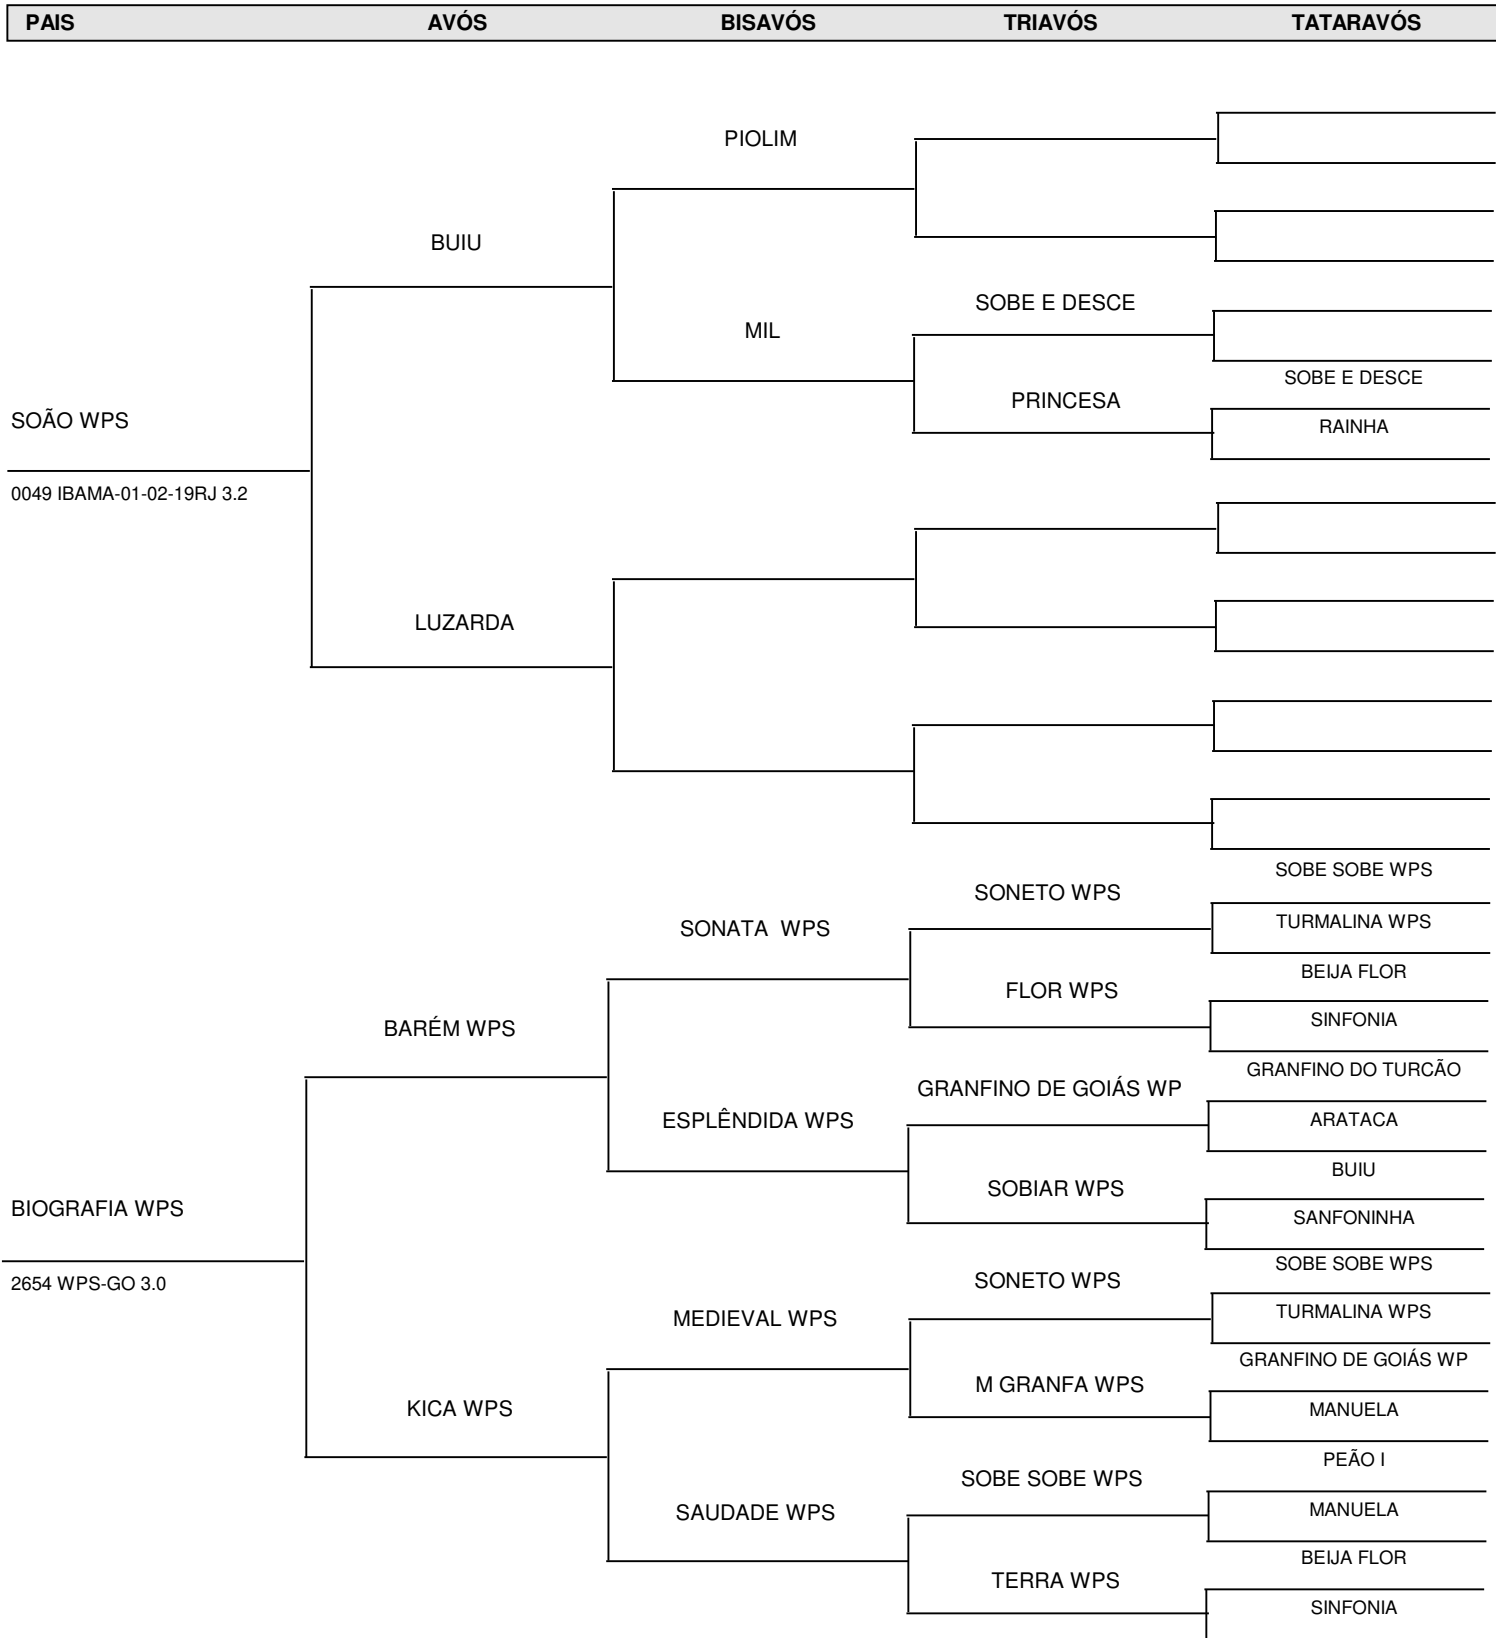 PAIS AVÓS BISAVÓS TRIAVÓS TATARAVÓS
PIOLIM
BUIU
SOBE E DESCE
MIL
SOBE E DESCE
PRINCESA
SOÃO WPS
RAINHA
0049 IBAMA-01-02-19RJ 3.2
LUZARDA
SOBE SOBE WPS
SONETO WPS
TURMALINA WPS
SONATA  WPS
BEIJA FLOR
FLOR WPS
SINFONIA
BARÉM WPS
GRANFINO DO TURCÃO
GRANFINO DE GOIÁS WP
ARATACA
ESPLÊNDIDA WPS
BUIU
SOBIAR WPS
BIOGRAFIA WPS
SANFONINHA
SOBE SOBE WPS
2654 WPS-GO 3.0
SONETO WPS
TURMALINA WPS
MEDIEVAL WPS
GRANFINO DE GOIÁS WP
M GRANFA WPS
KICA WPS
MANUELA
PEÃO I
SOBE SOBE WPS
MANUELA
SAUDADE WPS
BEIJA FLOR
TERRA WPS
SINFONIA